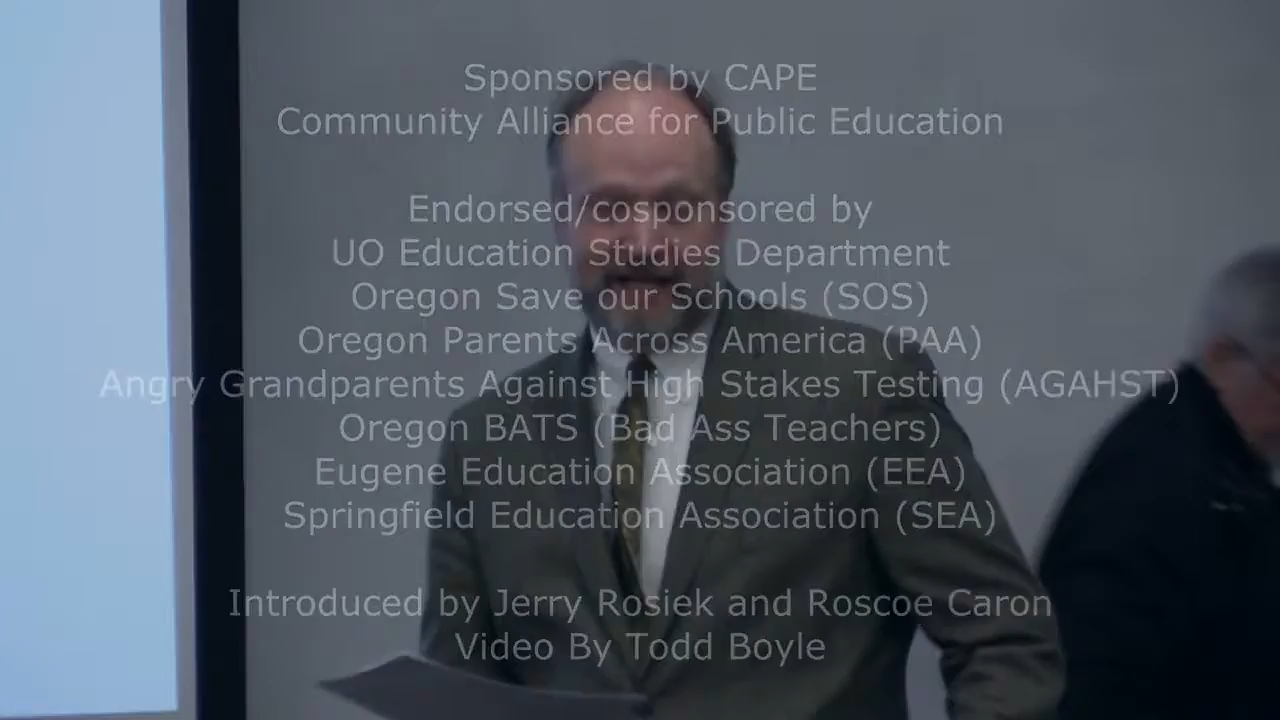 Sponsored by CAPE
Community Alliance for Public Education
Endorsed/cosponsored by
UO Education Studies Department
Oregon Save our Schools (SOS)
Oregon Parents Across America (PAA)
Angry Grandparents Against High Stakes Testing (AGAHST)
Oregon BATS (Bad Ass Teachers)
Eugene Education Association (EEA)
Springfield Education Association (SEA)
Introduced by Jerry Rosiek and Roscoe Caron
Video By Todd Boyle